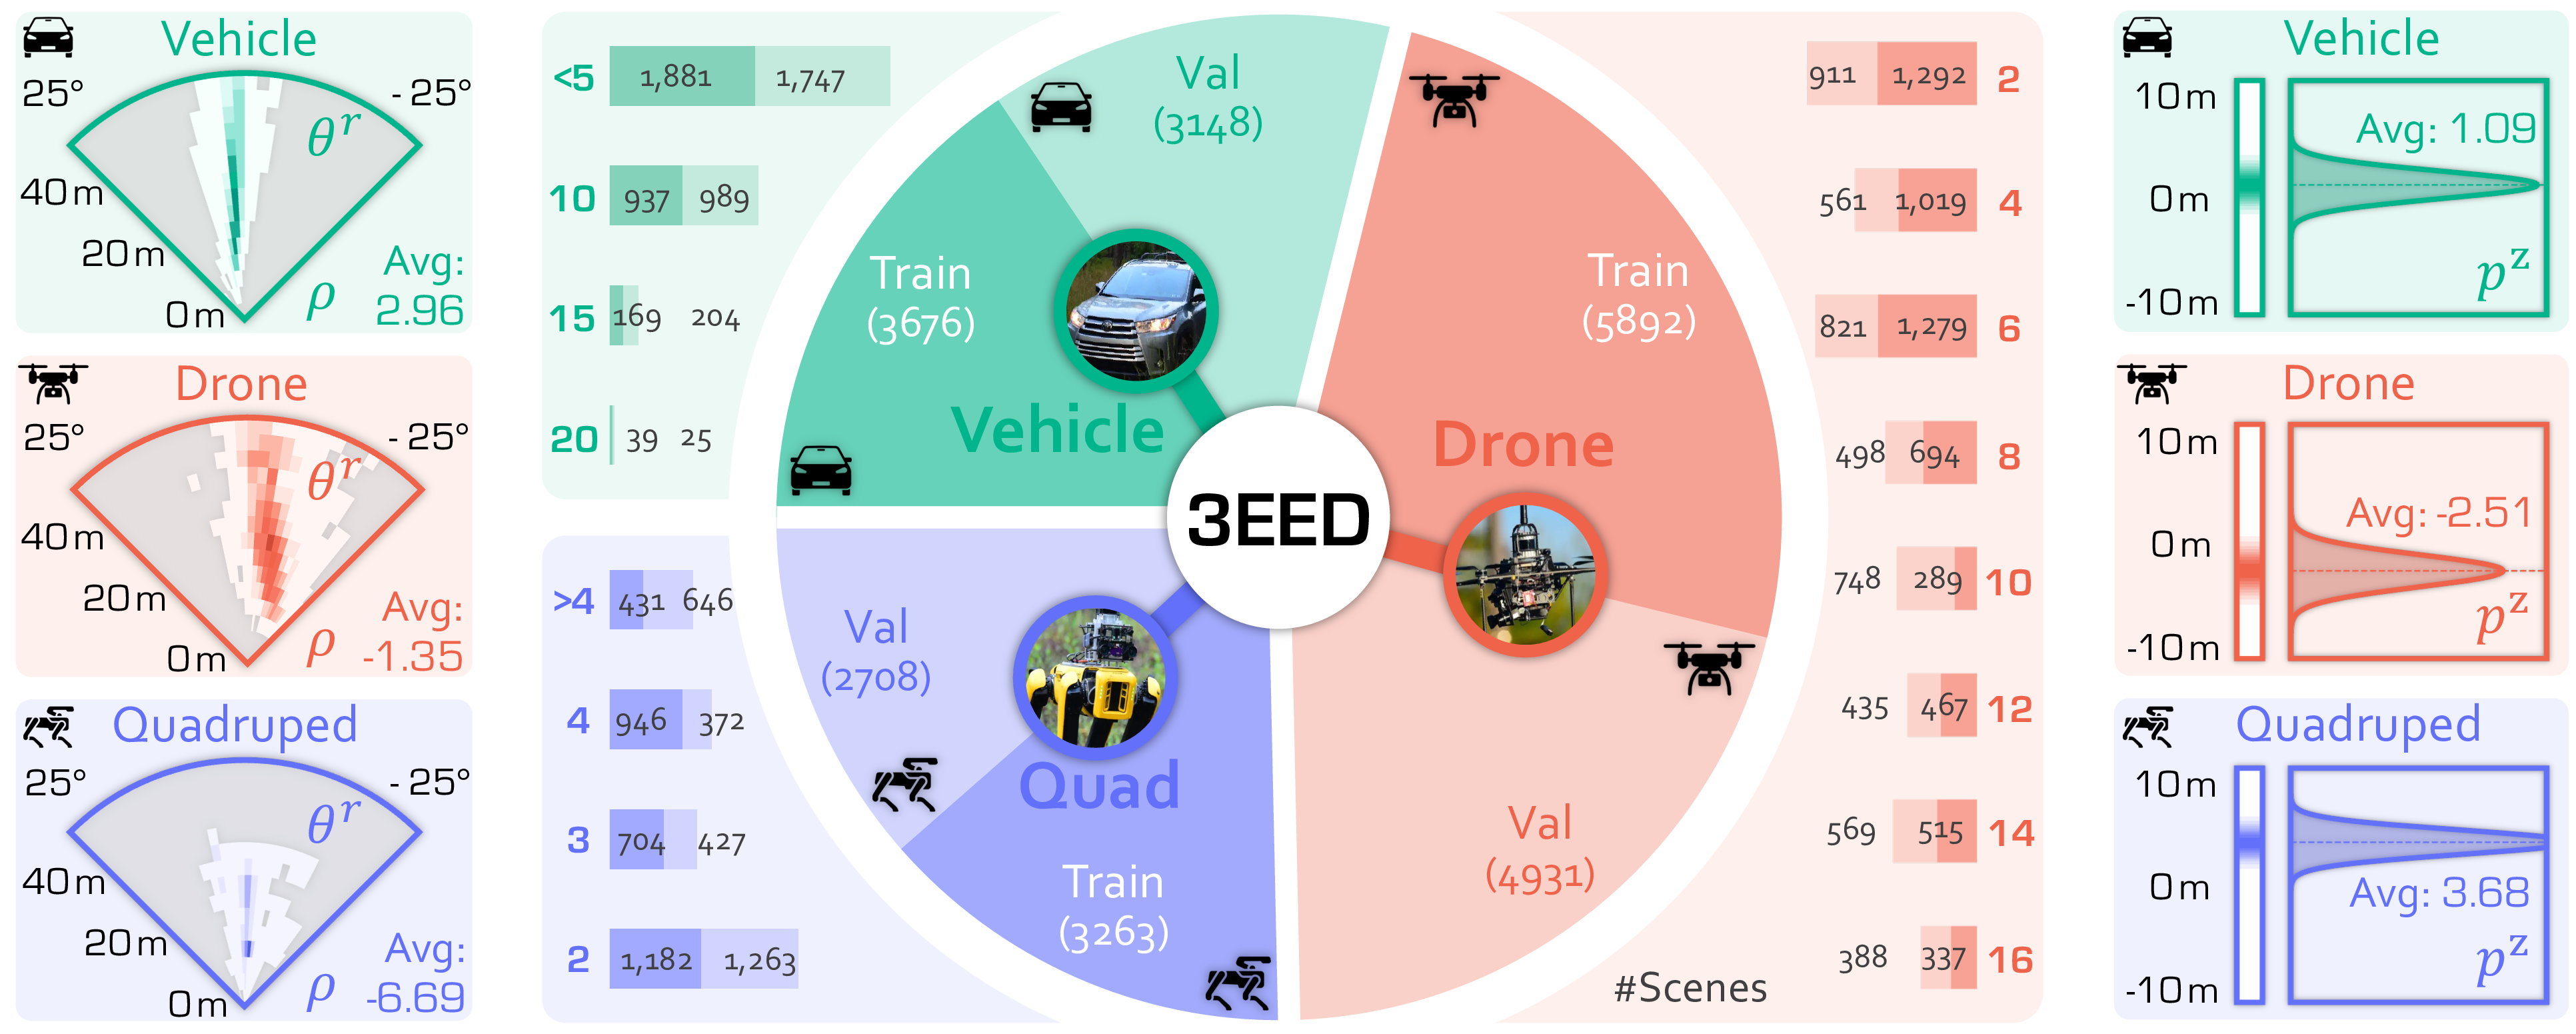 Vehicle
25°
- 25°
θʳ
40m
20m
Avg:
2.96
0m
ρ
Drone
25°
- 25°
θʳ
40m
20m
Avg:
-1.35
0m
ρ
Quadruped
25°
- 25°
θʳ
40m
20m
Avg:
-6.69
0m
ρ
<5 1,881 1,747
10 937 989
15 169 204
20 39 25
>4 431 646
4 946 372
3 704 427
2 1,182 1,263
Val
(3148)
Train
(3676)
Vehicle
Train
(5892)
Drone
3EED
Val
(2708)
Quad
Train
(3263)
Val
(4931)
911 1,292 2
561 1,019 4
821 1,279 6
498 694 8
748 289 10
435 467 12
569 515 14
388 337 16
#Scenes
Vehicle
10m
Avg: 1.09
0m
pᶻ
-10m
Drone
10m
Avg: -2.51
0m
pᶻ
-10m
Quadruped
10m
0m
Avg: 3.68
pᶻ
-10m